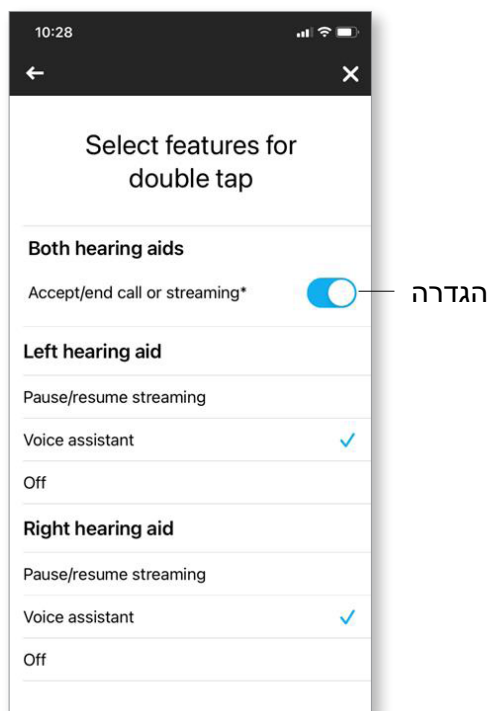 10:28
Select features for
double tap
Both hearing aids
Accept/end call or streaming*
הגדרה
Left hearing aid
Pause/resume streaming
Voice assistant
Off
Right hearing aid
Pause/resume streaming
Voice assistant
Off